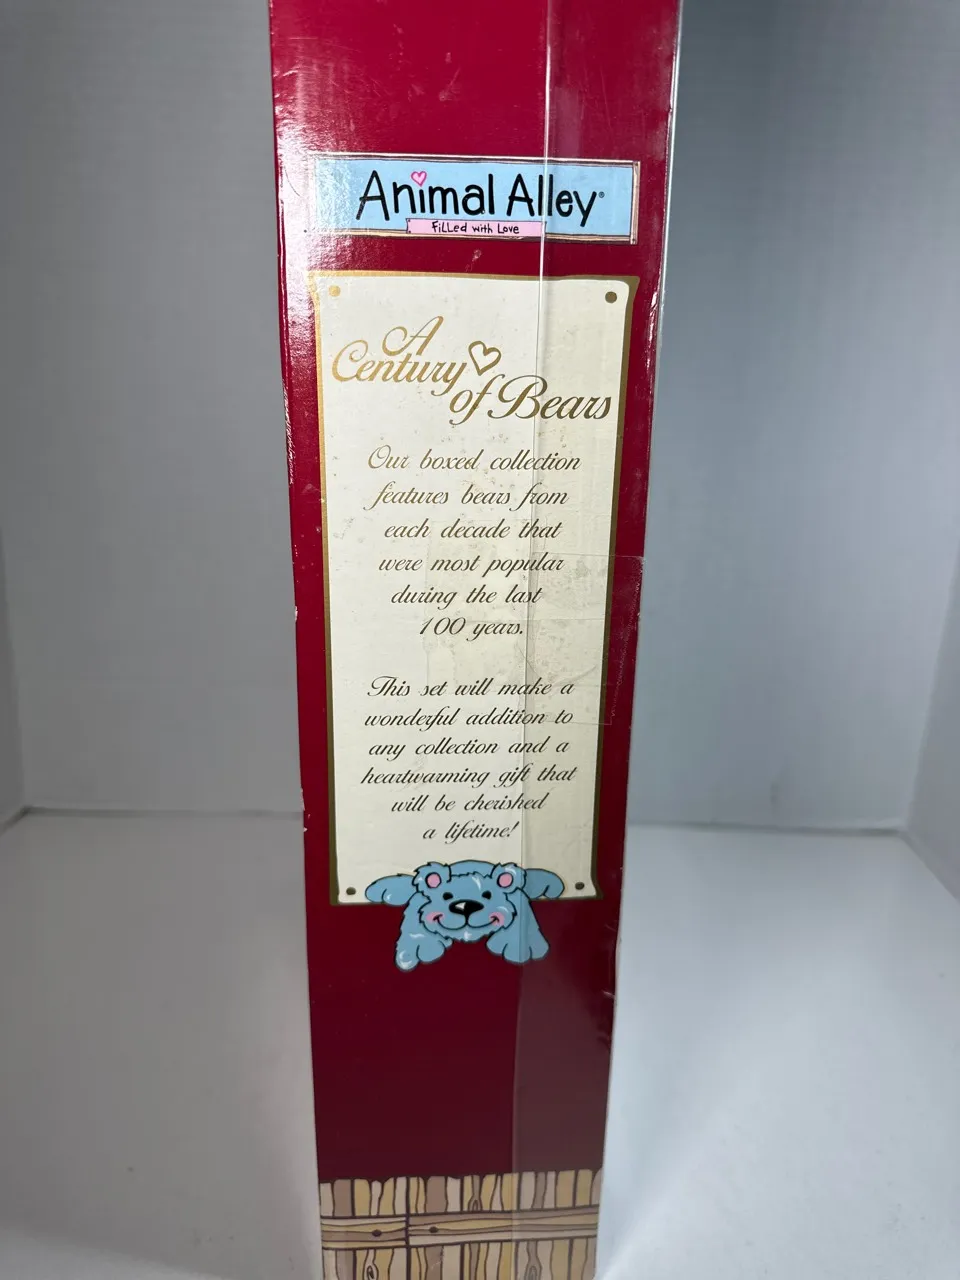 Animal Alley®
Filled with Love
A
Century
of Bears
Our boxed collection
features bears from
each decade that
were most popular
during the last
100 years.
This set will make a
wonderful addition to
any collection and a
heartwarming gift that
will be cherished
a lifetime!